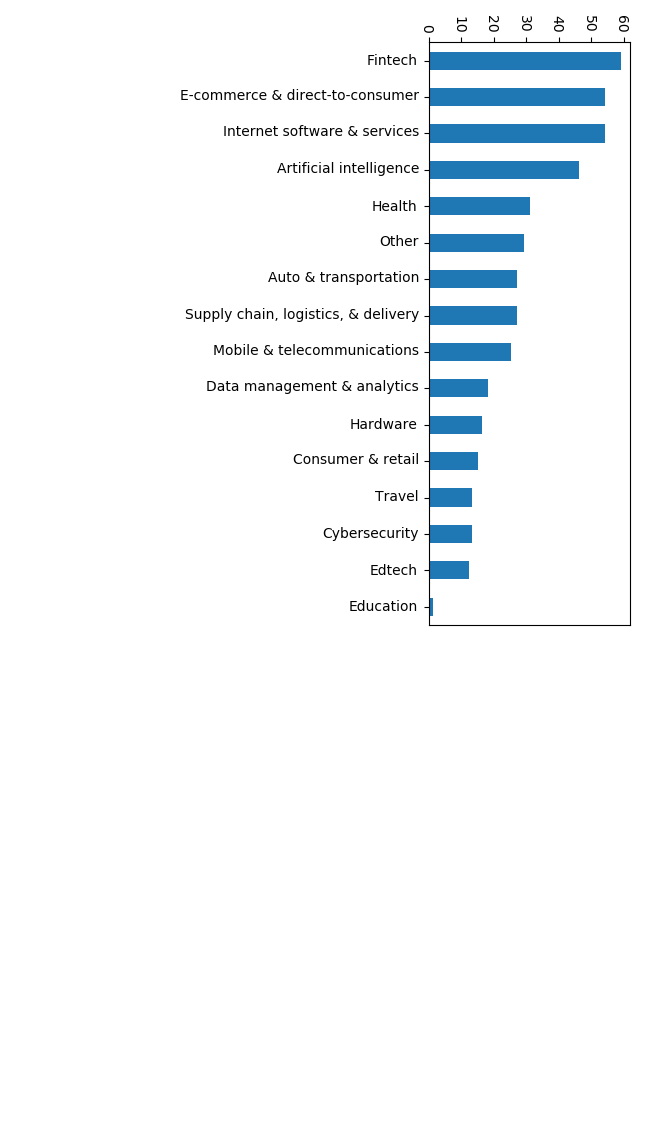 0 10 20 30 40 50 60
Fintech
E-commerce & direct-to-consumer
Internet software & services
Artificial intelligence
Health
Other
Auto & transportation
Supply chain, logistics, & delivery
Mobile & telecommunications
Data management & analytics
Hardware
Consumer & retail
Travel
Cybersecurity
Edtech
Education